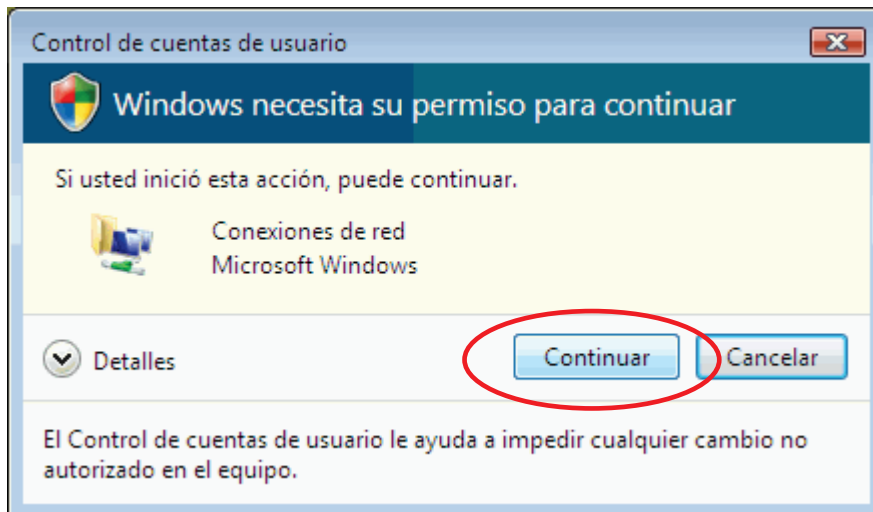 Control de cuentas de usuario
Windows necesita su permiso para continuar
Si usted inició esta acción, puede continuar.
Conexiones de red
Microsoft Windows
Detalles
Continuar
Cancelar
El Control de cuentas de usuario le ayuda a impedir cualquier cambio no
autorizado en el equipo.